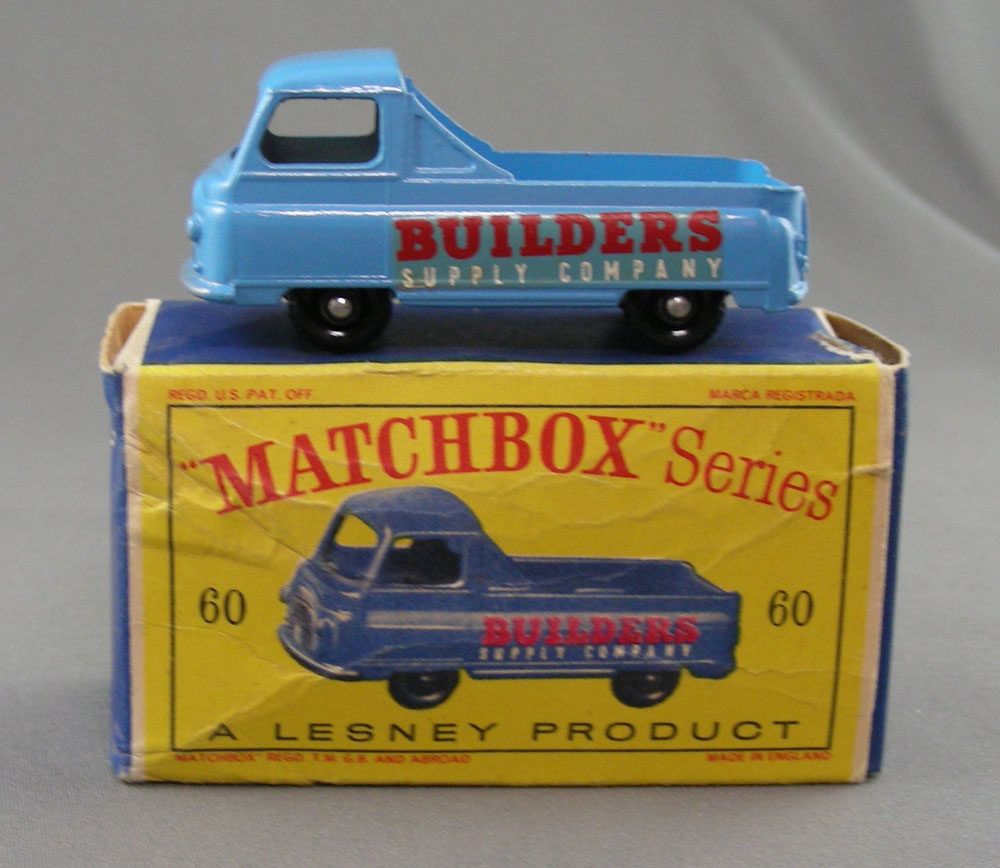 BUILDERS
SUPPLY COMPANY
REGD. U.S. PAT. OFF. MARCA REGISTRADA
"MATCHBOX" Series
60 60
BUILDERS
SUPPLY COMPANY
A LESNEY PRODUCT
"MATCHBOX" REGD. T M G.B. AND ABROAD MADE IN ENGLAND